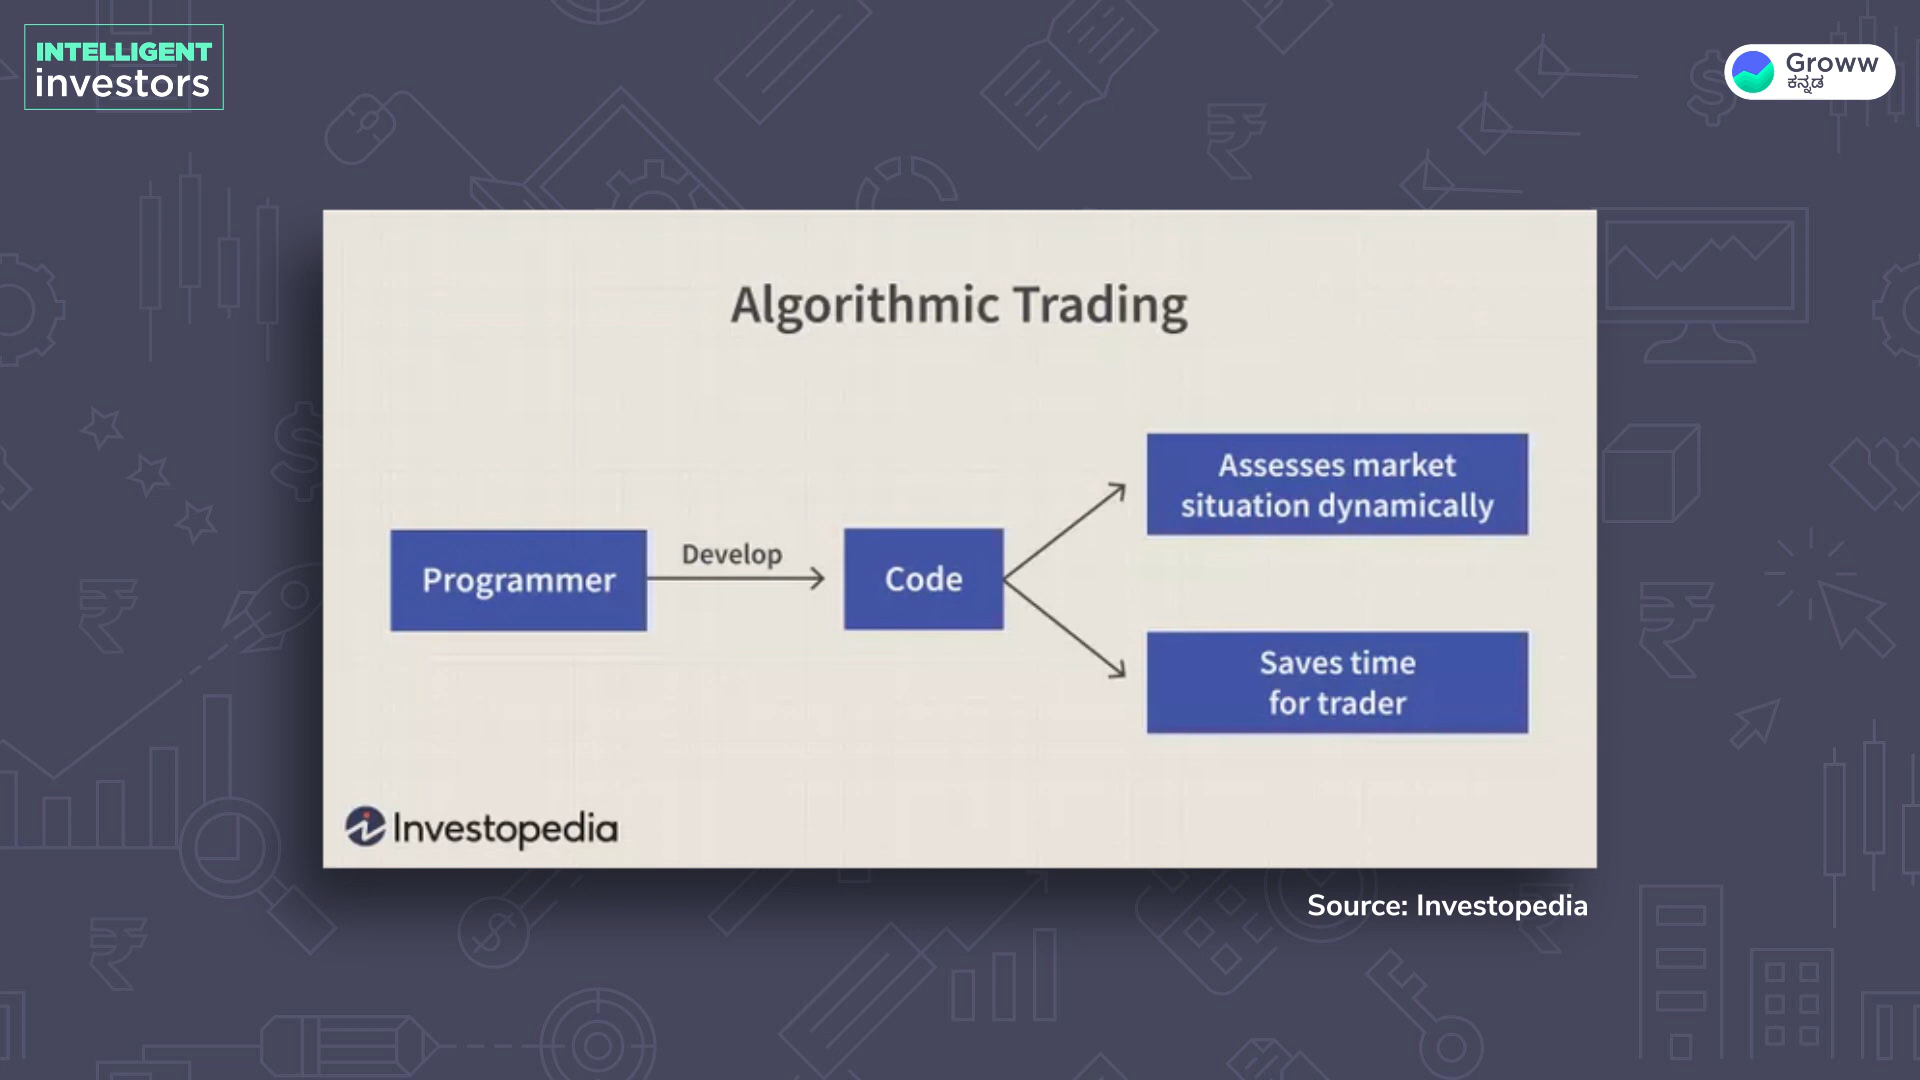 INTELLIGENT
investors
Groww
ಕನ್ನಡ
Algorithmic Trading
Programmer
Develop
Code
Assesses market
situation dynamically
Saves time
for trader
Investopedia
Source: Investopedia